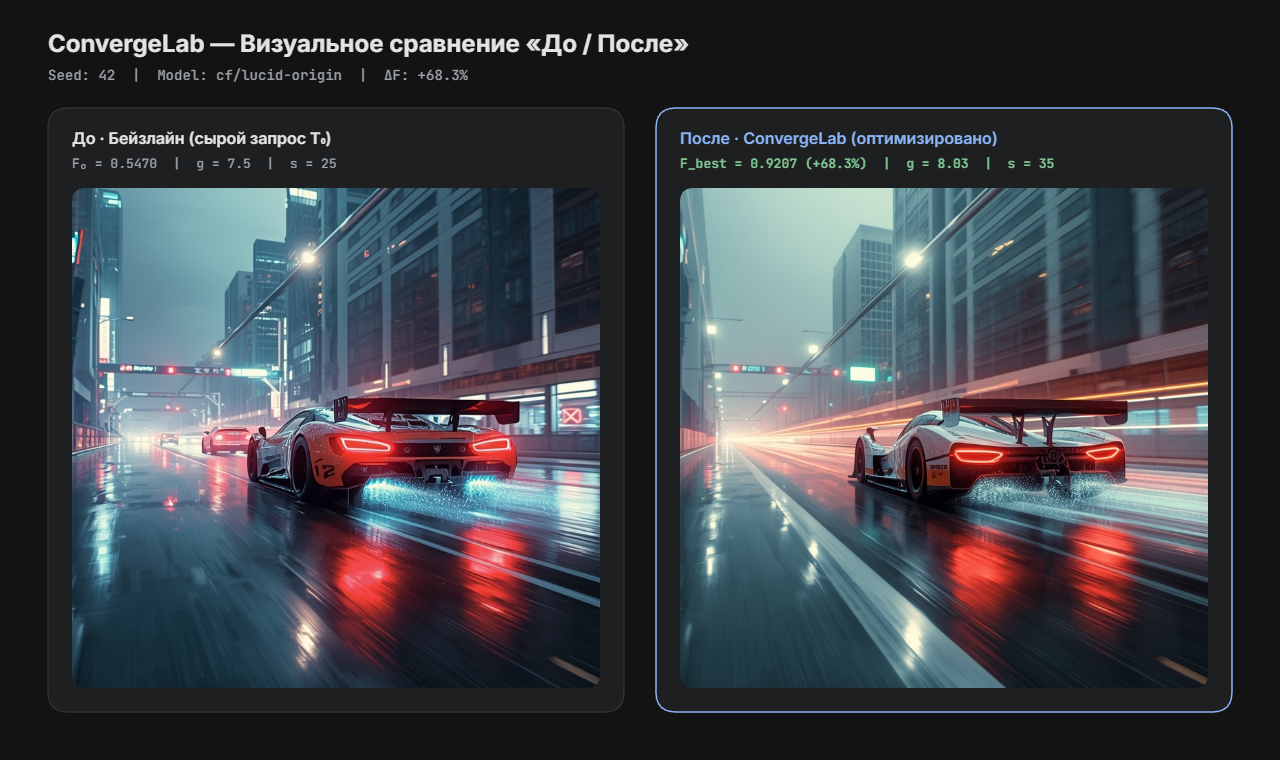 ConvergeLab — Визуальное сравнение «До / После»
Seed: 42 | Model: cf/lucid-origin | ΔF: +68.3%
До · Бейзлайн (сырой запрос T₀)
F₀ = 0.5470 | g = 7.5 | s = 25
После · ConvergeLab (оптимизировано)
F_best = 0.9207 (+68.3%) | g = 8.03 | s = 35
12